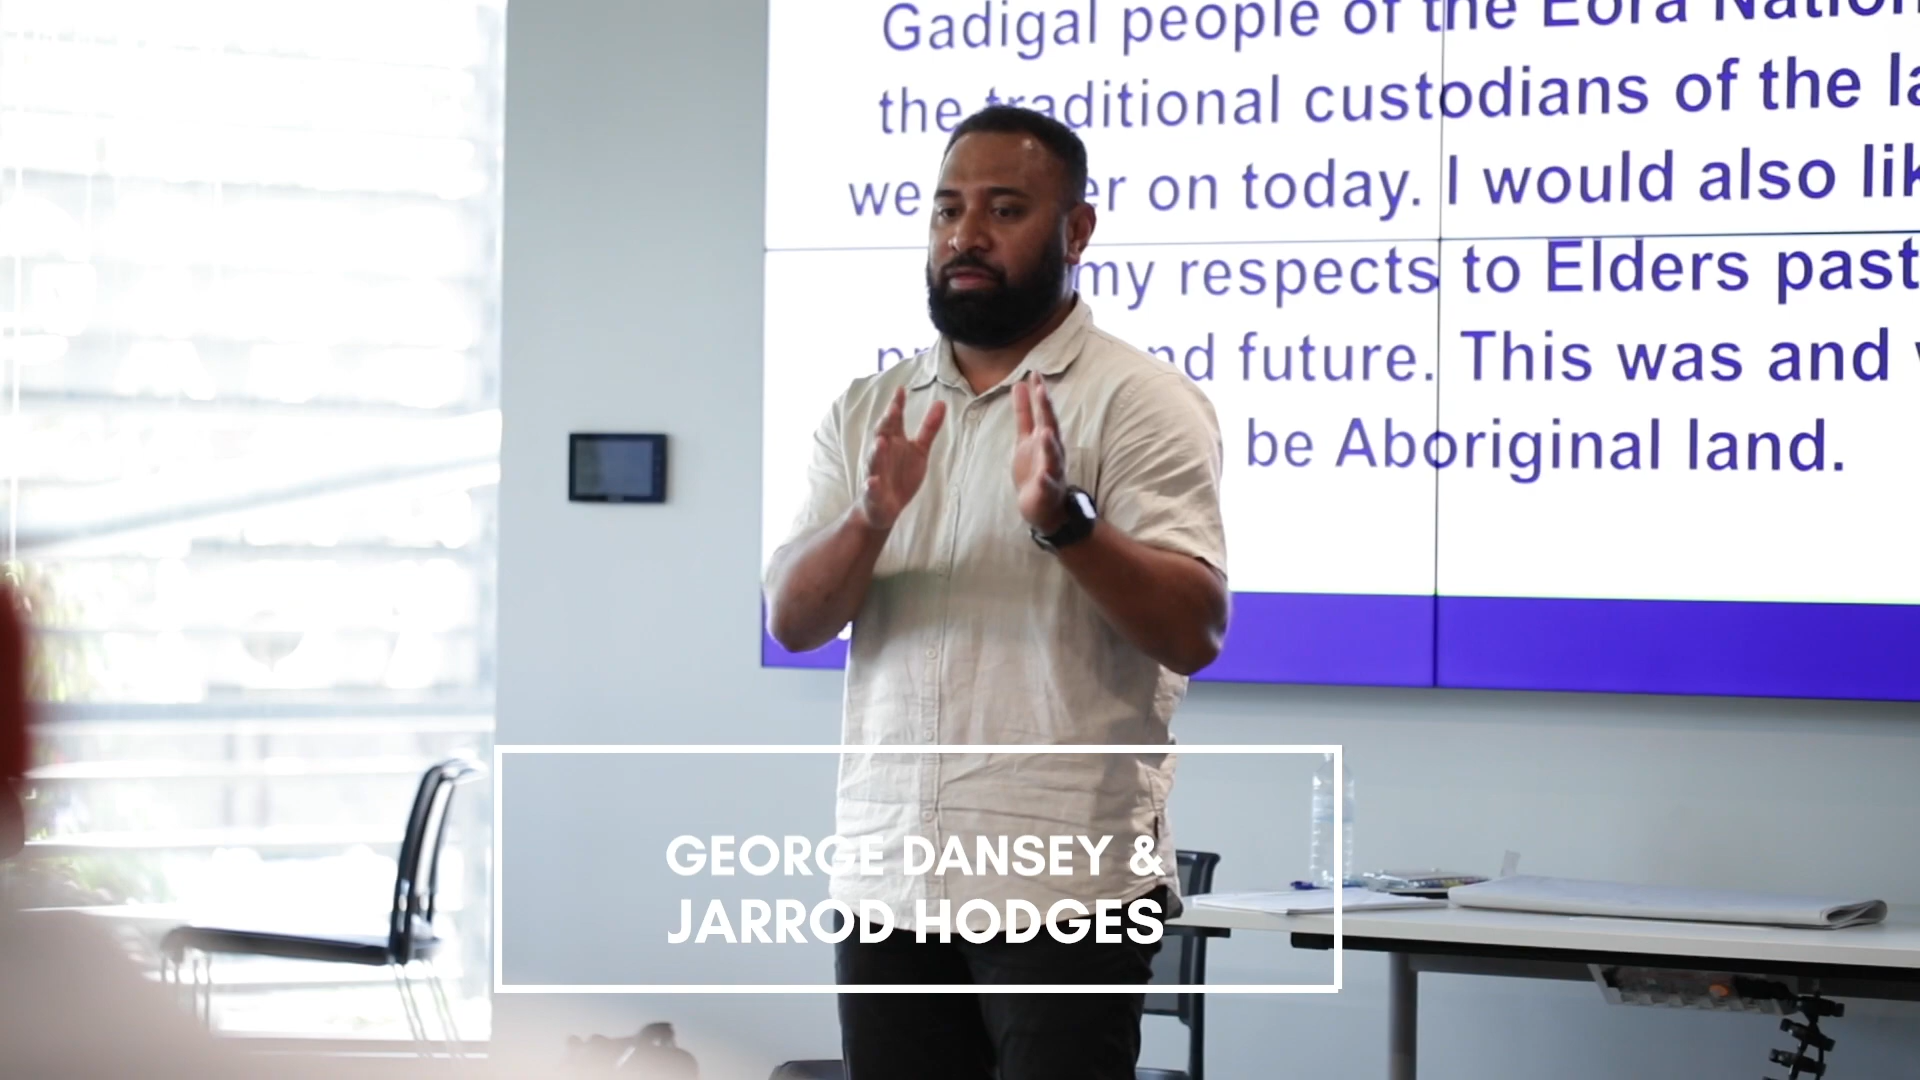 Gadigal people of the Eora Nation
the traditional custodians of the la
we er on today. I would also lik
my respects to Elders past
nd future. This was and
be Aboriginal land.
GEORGE DANSEY &
JARROD HODGES